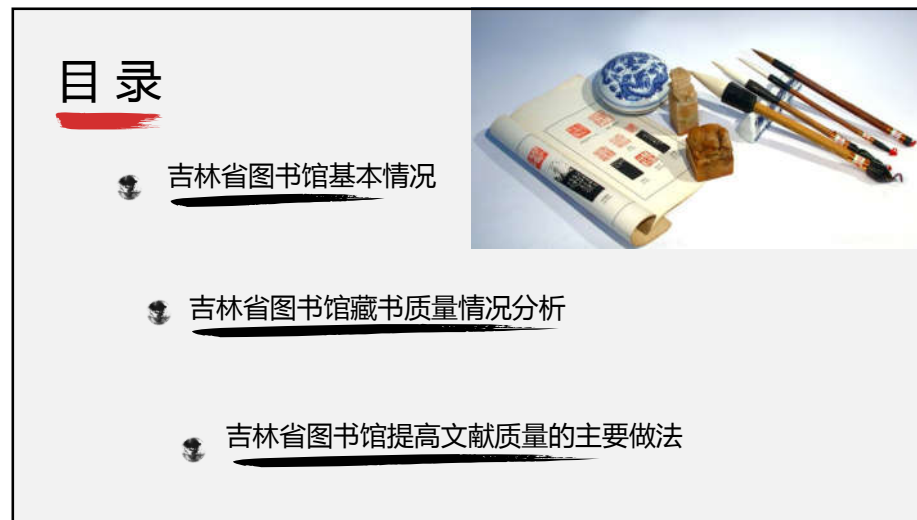 目 录
吉林省图书馆基本情况
吉林省图书馆藏书质量情况分析
吉林省图书馆提高文献质量的主要做法